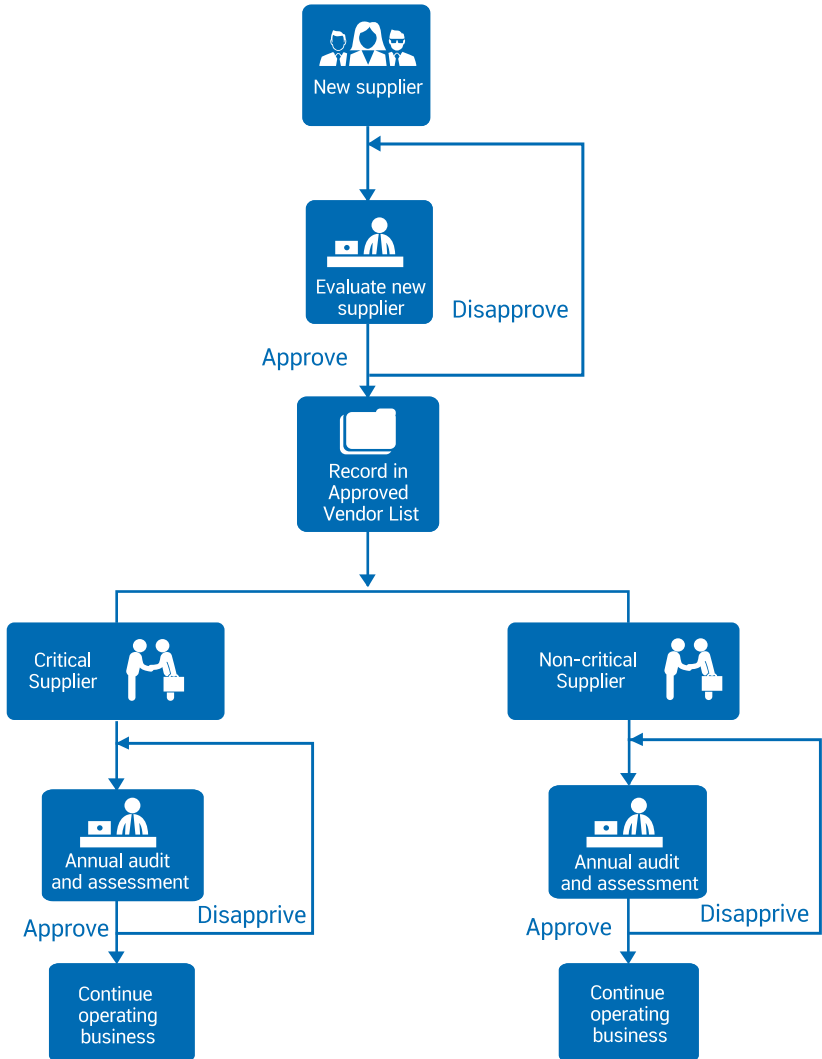 New supplier
Evaluate new
supplier
Disapprove
Approve
Record in
Approved
Vendor List
Critical
Supplier
Non-critical
Supplier
Annual audit
and assessment
Disapprive
Approve
Continue
operating
business
Annual audit
and assessment
Disapprive
Approve
Continue
operating
business